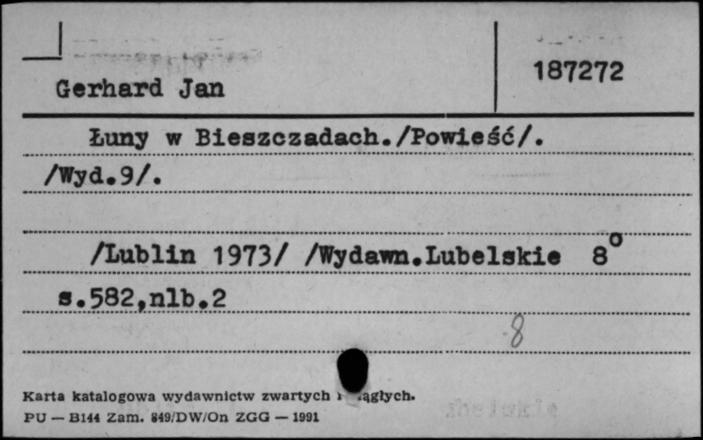 187272
Gerhard Jan
Łuny w Bieszczadach./Powieść/.
/Wyd.9/.
/Lublin 1973/ /Wydawn.Lubelskie 8°
s.582,nlb.2
8
Karta katalogowa wydawnictw zwartych
PU — B144 Zam. 849/DW/On ZGG — 1991